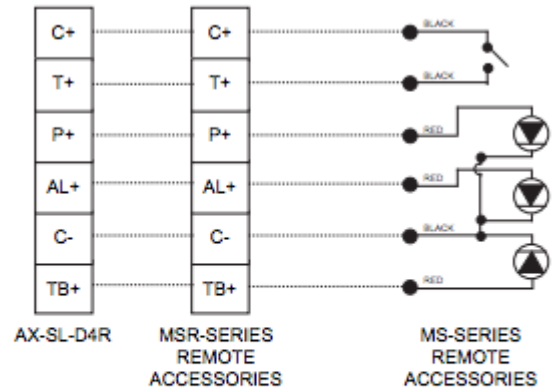 C+ C+ BLACK
T+ T+ BLACK
P+ P+ RED
AL+ AL+ RED
C- C- BLACK
TB+ TB+ RED
AX-SL-D4R MSR-SERIES MS-SERIES
REMOTE REMOTE
ACCESSORIES ACCESSORIES